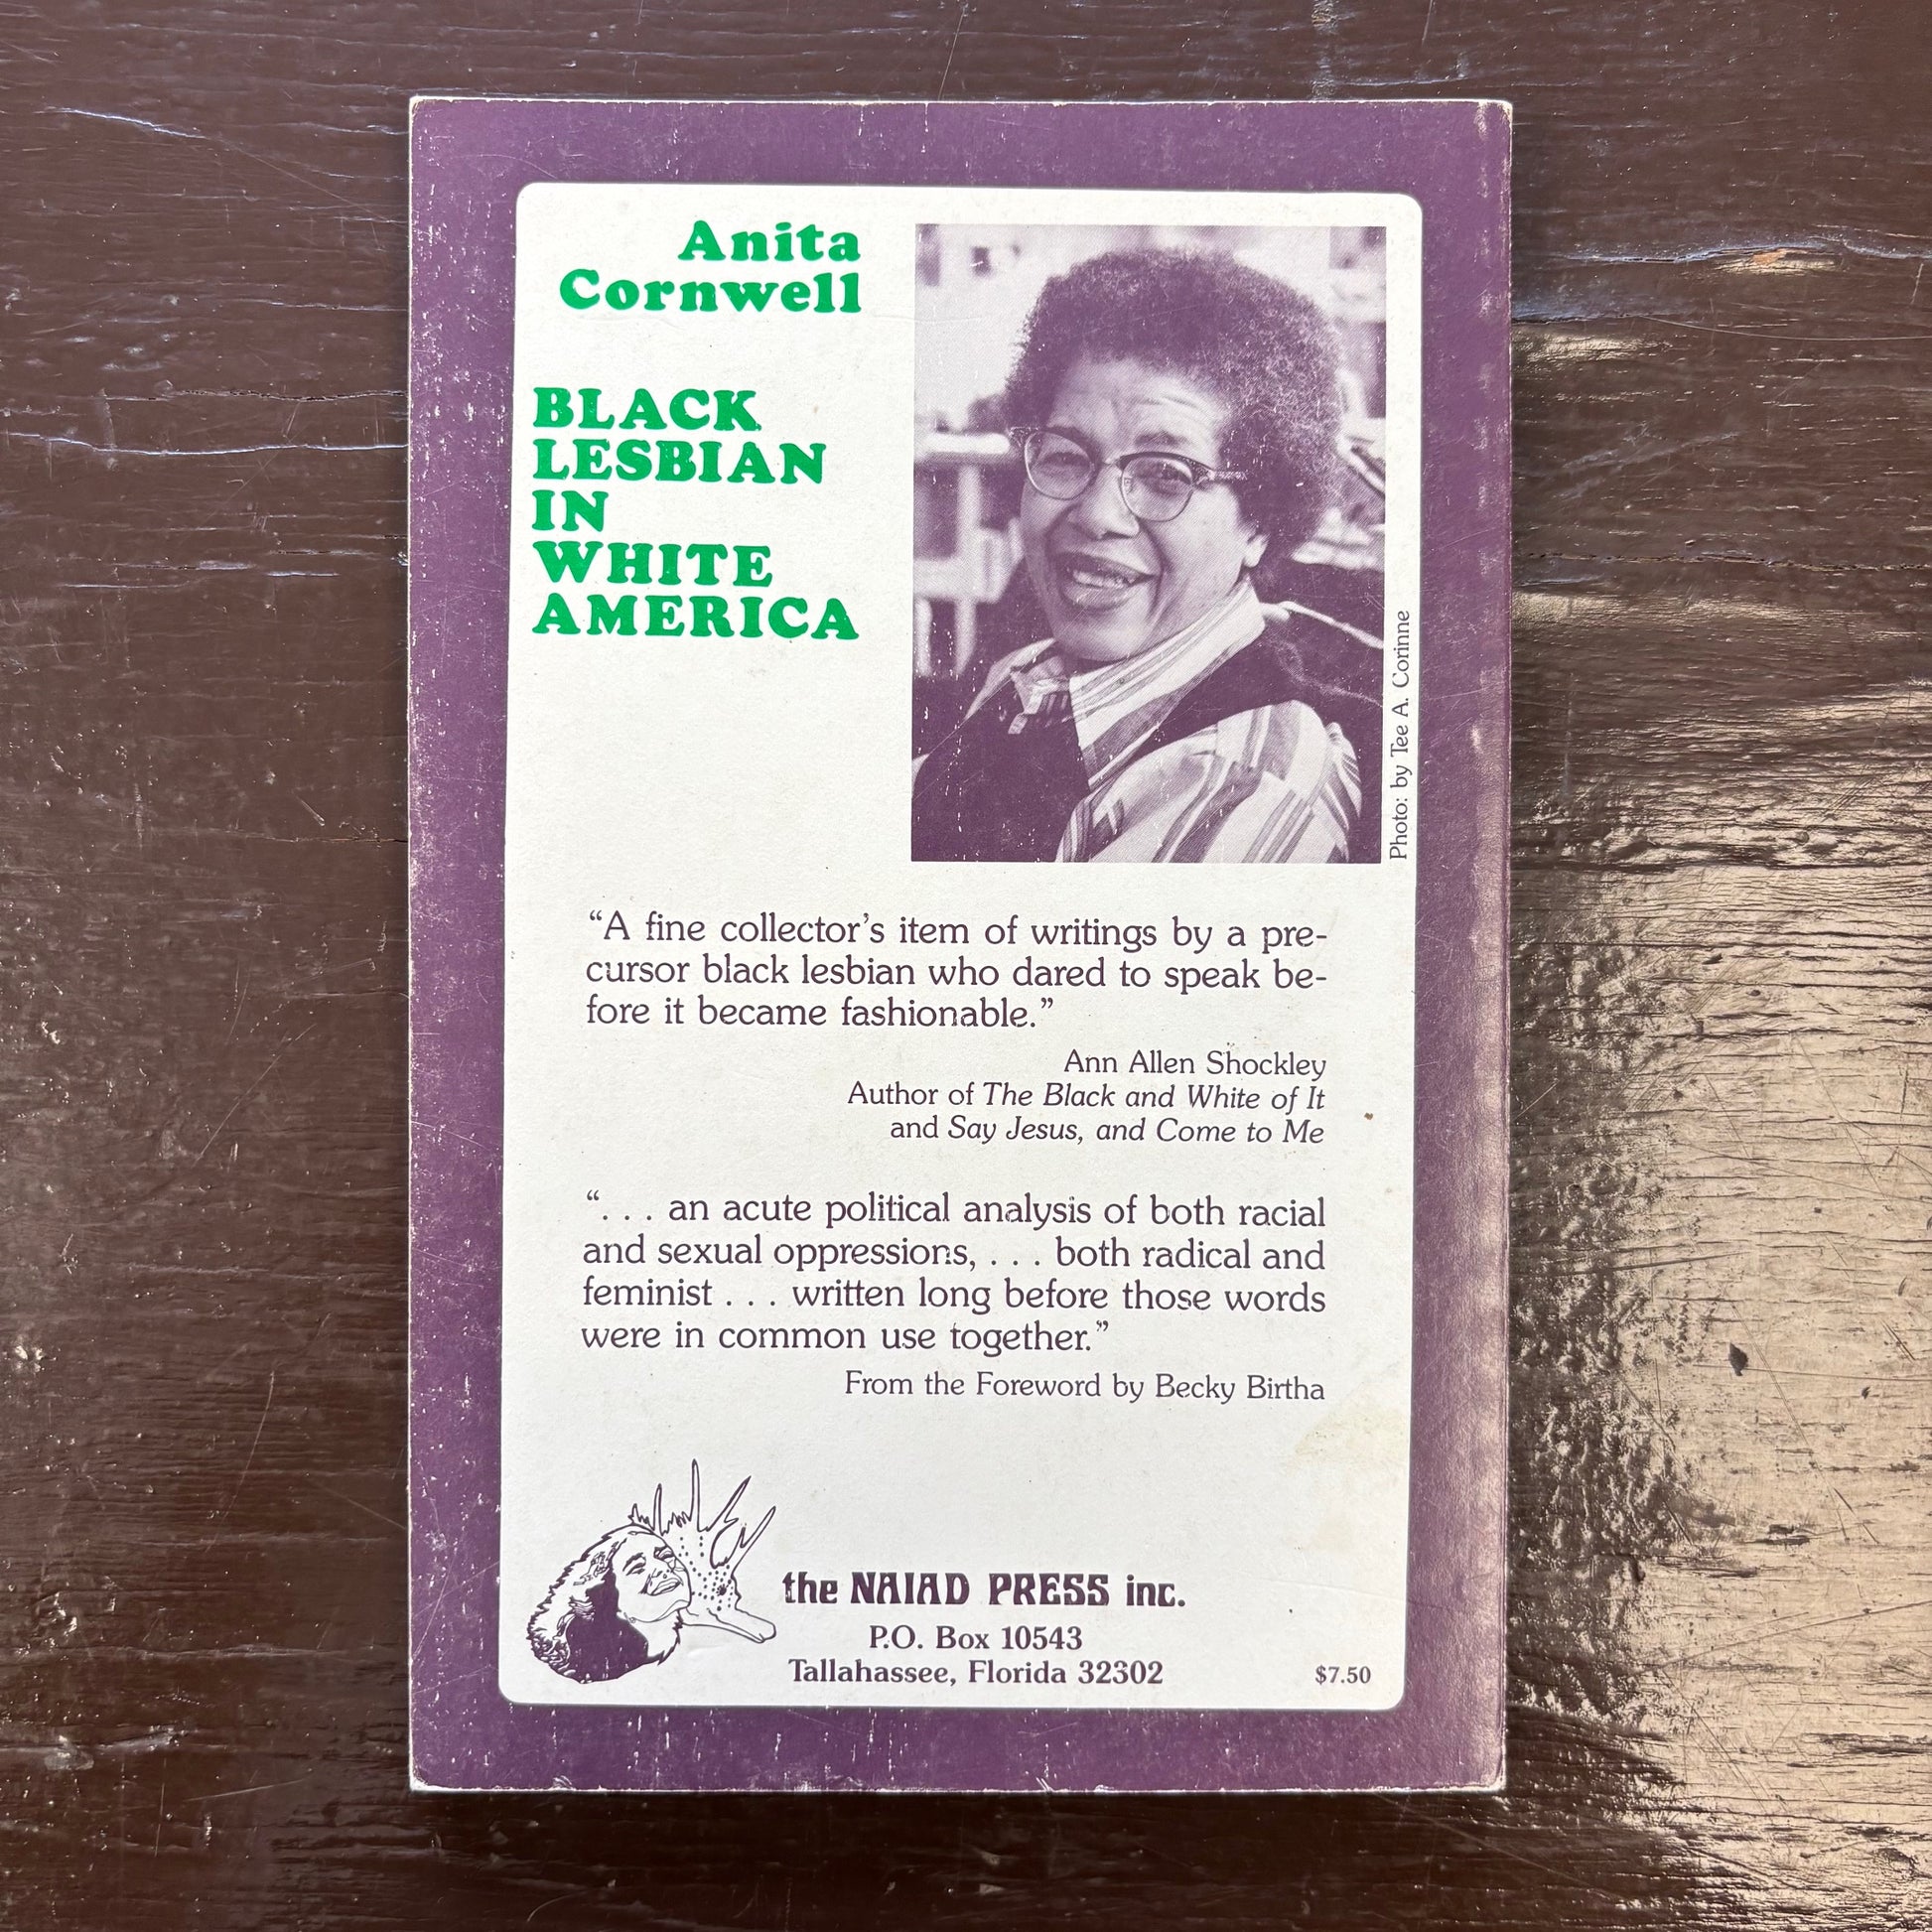 Anita
Cornwell
BLACK
LESBIAN
IN
WHITE
AMERICA
Photo: by Tee A. Corinne
“A fine collector’s item of writings by a pre-
cursor black lesbian who dared to speak be-
fore it became fashionable.”
Ann Allen Shockley
Author of The Black and White of It
and Say Jesus, and Come to Me
“. . . an acute political analysis of both racial
and sexual oppressions, . . . both radical and
feminist . . . written long before those words
were in common use together.”
From the Foreword by Becky Birtha
the NAIAD PRESS inc.
P.O. Box 10543
Tallahassee, Florida 32302
$7.50